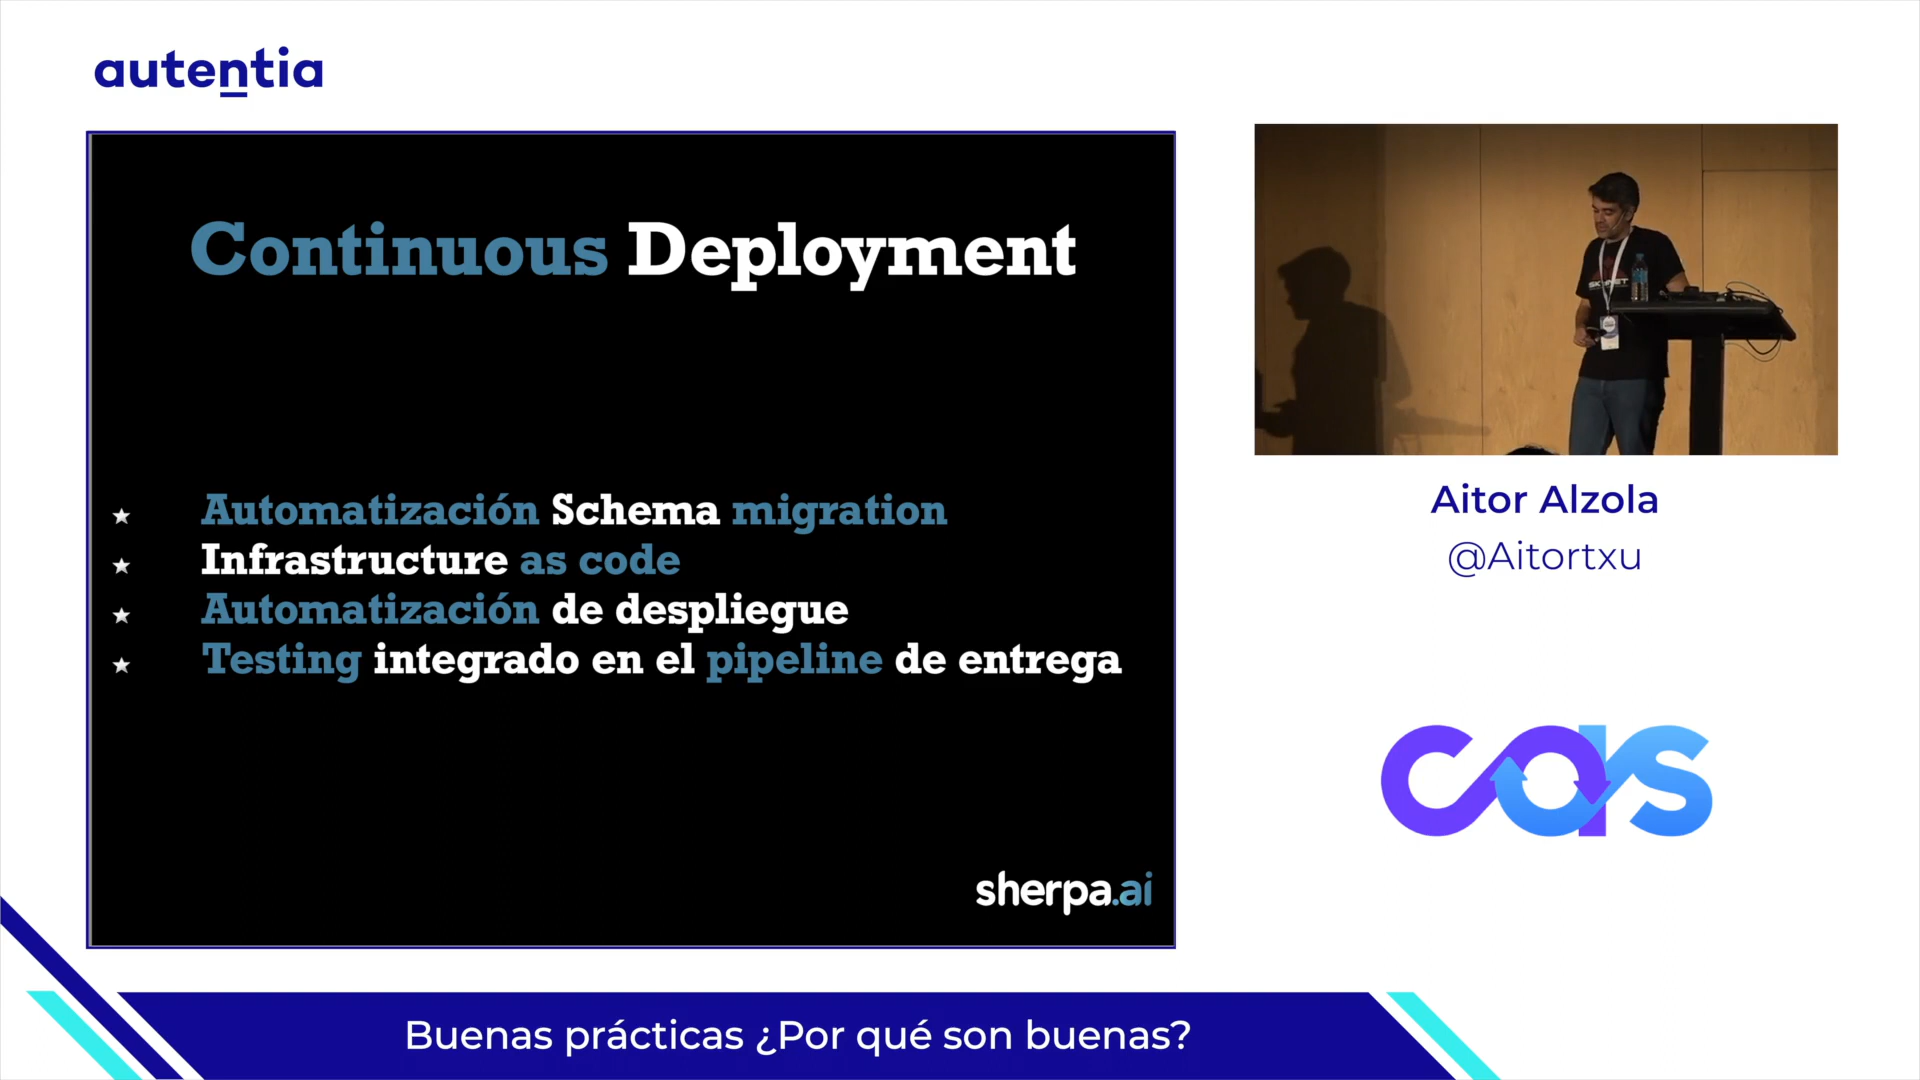 autentia
Continuous Deployment
Automatización Schema migration
Infrastructure as code
Automatización de despliegue
Testing integrado en el pipeline de entrega
sherpa.ai
Aitor Alzola
@Aitortxu
cas
Buenas prácticas ¿Por qué son buenas?